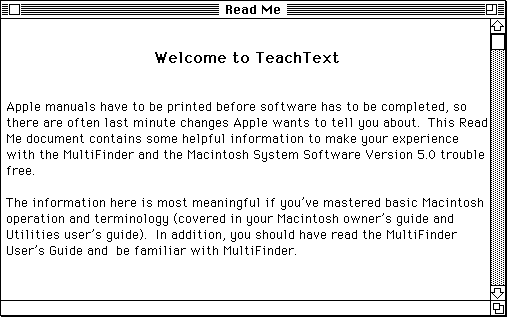 Read Me
Welcome to TeachText
Apple manuals have to be printed before software has to be completed, so
there are often last minute changes Apple wants to tell you about.  This Read
Me document contains some helpful information to make your experience
with the MultiFinder and the Macintosh System Software Version 5.0 trouble
free.
The information here is most meaningful if you've mastered basic Macintosh
operation and terminology (covered in your Macintosh owner's guide and
Utilities user's guide).  In addition, you should have read the MultiFinder
User's Guide and  be familiar with MultiFinder.